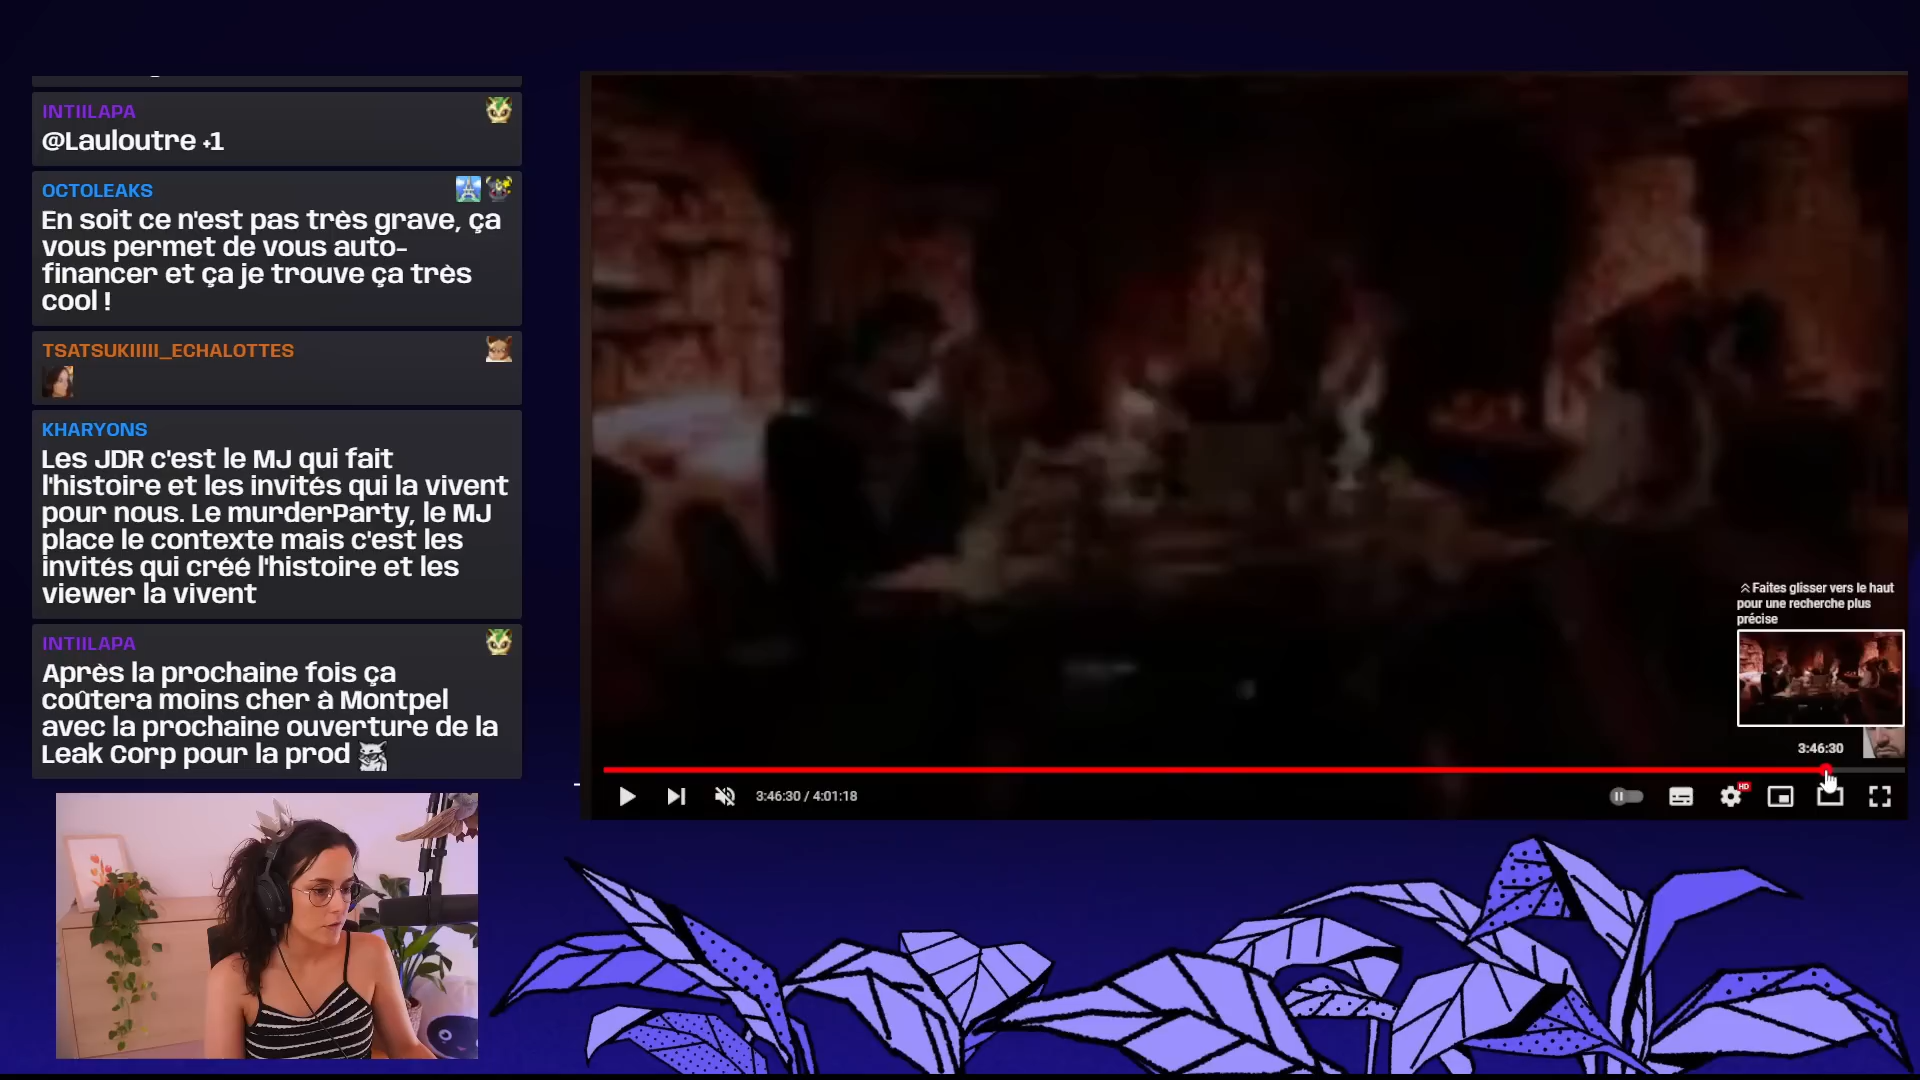 INTIILAPA
@Lauloutre +1
OCTOLEAKS
En soit ce n'est pas très grave, ça
vous permet de vous auto-
financer et ça je trouve ça très
cool !
TSATSUKIIIII_ECHALOTTES
KHARYONS
Les JDR c'est le MJ qui fait
l'histoire et les invités qui la vivent
pour nous. Le murderParty, le MJ
place le contexte mais c'est les
invités qui créé l'histoire et les
viewer la vivent
INTIILAPA
Après la prochaine fois ça
coûtera moins cher à Montpel
avec la prochaine ouverture de la
Leak Corp pour la prod
Faites glisser vers le haut
pour une recherche plus
précise
3:46:30
3:46:30 / 4:01:18
HD